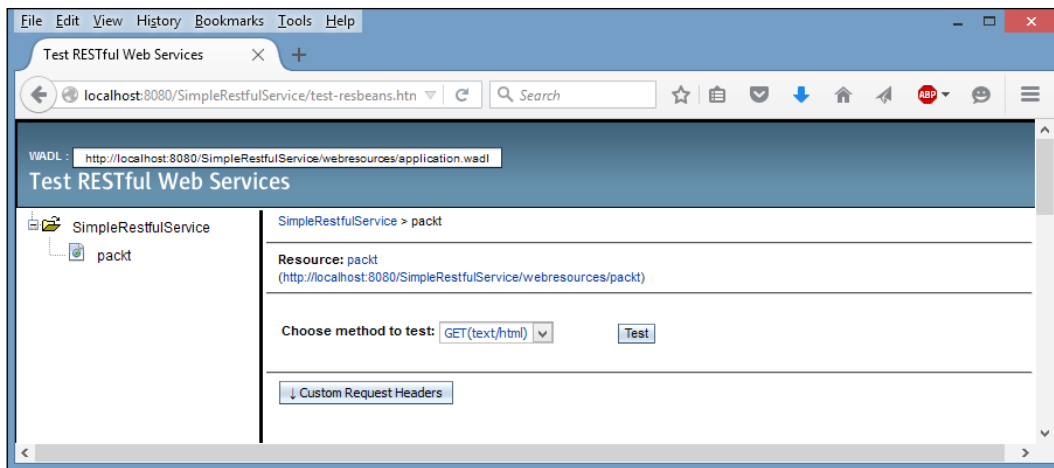 File Edit View History Bookmarks Tools Help
Test RESTful Web Services
localhost:8080/SimpleRestfulService/test-resbeans.htn
Search
ABP
WADL : http://localhost:8080/SimpleRestfulService/webresources/application.wadl
Test RESTful Web Services
SimpleRestfulService
packt
SimpleRestfulService > packt
Resource: packt
(http://localhost:8080/SimpleRestfulService/webresources/packt)
Choose method to test: GET(text/html) Test
↓ Custom Request Headers